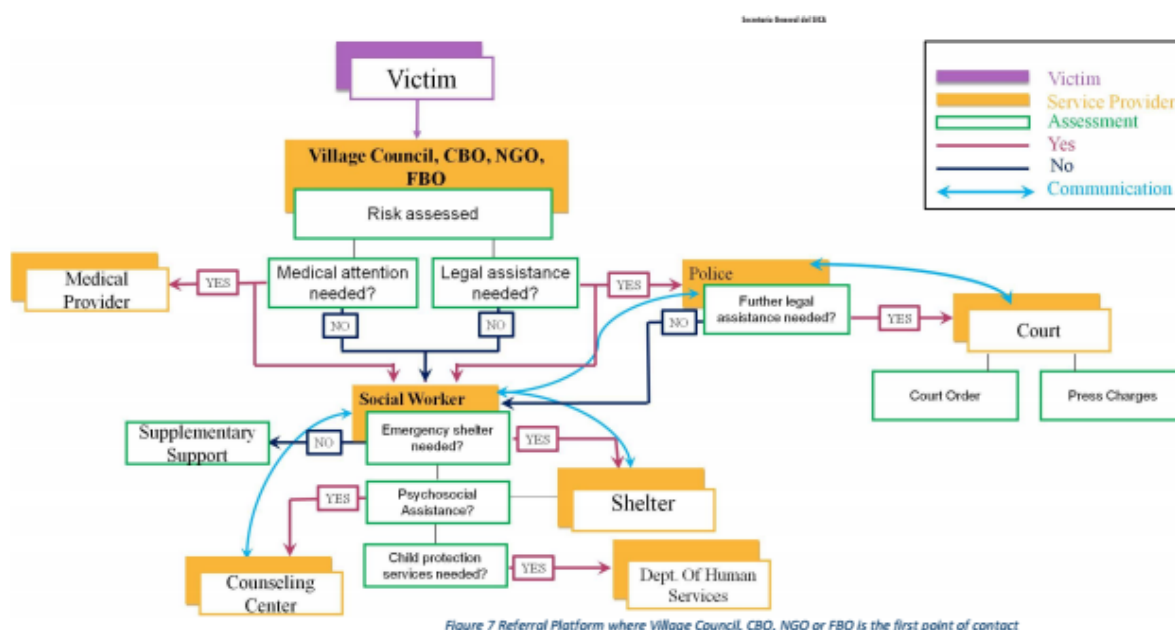 Secretaria General del SICA
Victim
Victim
Service Provider
Assessment
Yes
No
Communication
Village Council, CBO, NGO,
FBO
Risk assessed
Medical
Provider
YES
Medical attention
needed?
Legal assistance
needed?
YES
Police
Further legal
assistance needed?
YES
Court
NO
NO
NO
Court Order
Press Charges
Social Worker
Supplementary
Support
NO
Emergency shelter
needed?
YES
YES
Psychosocial
Assistance?
Shelter
Counseling
Center
Child protection
services needed?
YES
Dept. Of Human
Services
Figure 7 Referral Platform where Village Council, CBO, NGO or FBO is the first point of contact